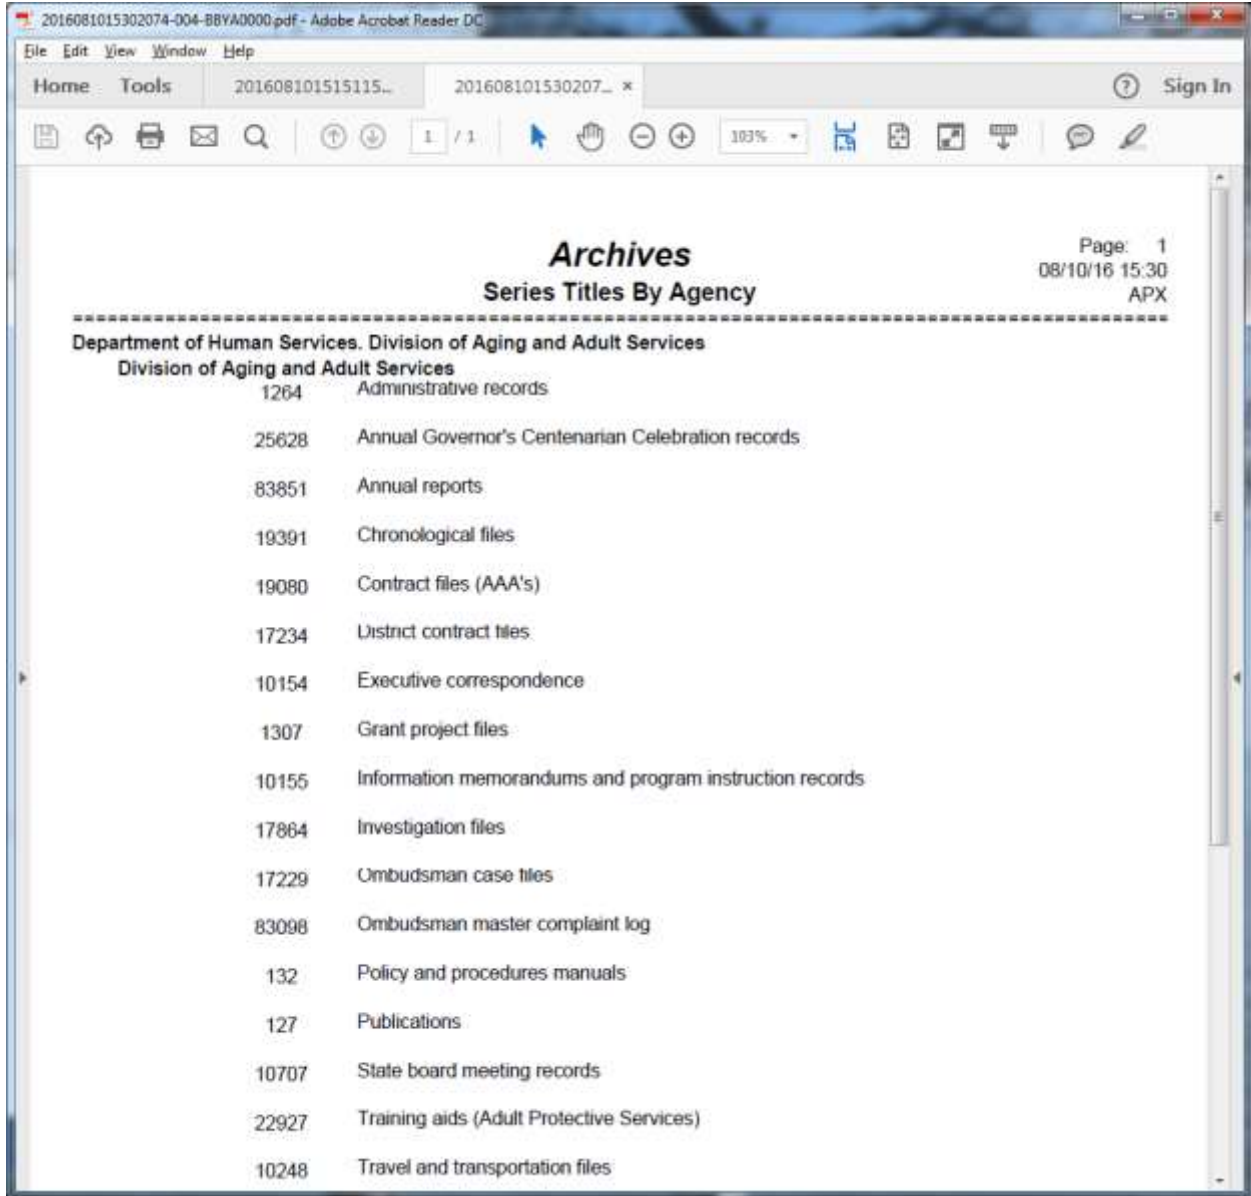 2016081015302074-004-BBYA0000.pdf - Adobe Acrobat Reader DC
File Edit View Window Help
Home Tools 201608101515115... 201608101530207... × ? Sign In
1 / 1 103%
Archives
Page: 1
Series Titles By Agency
08/10/16 15:30
APX
Department of Human Services. Division of Aging and Adult Services
Division of Aging and Adult Services
1264 Administrative records
25628 Annual Governor's Centenarian Celebration records
83851 Annual reports
19391 Chronological files
19080 Contract files (AAA's)
17234 District contract files
10154 Executive correspondence
1307 Grant project files
10155 Information memorandums and program instruction records
17864 Investigation files
17229 Ombudsman case files
83098 Ombudsman master complaint log
132 Policy and procedures manuals
127 Publications
10707 State board meeting records
22927 Training aids (Adult Protective Services)
10248 Travel and transportation files